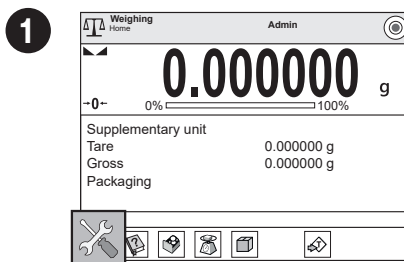 1
Weighing
Home
Admin
0.000000 g
→0←
0% 100%
Supplementary unit
Tare 0.000000 g
Gross 0.000000 g
Packaging
?
T